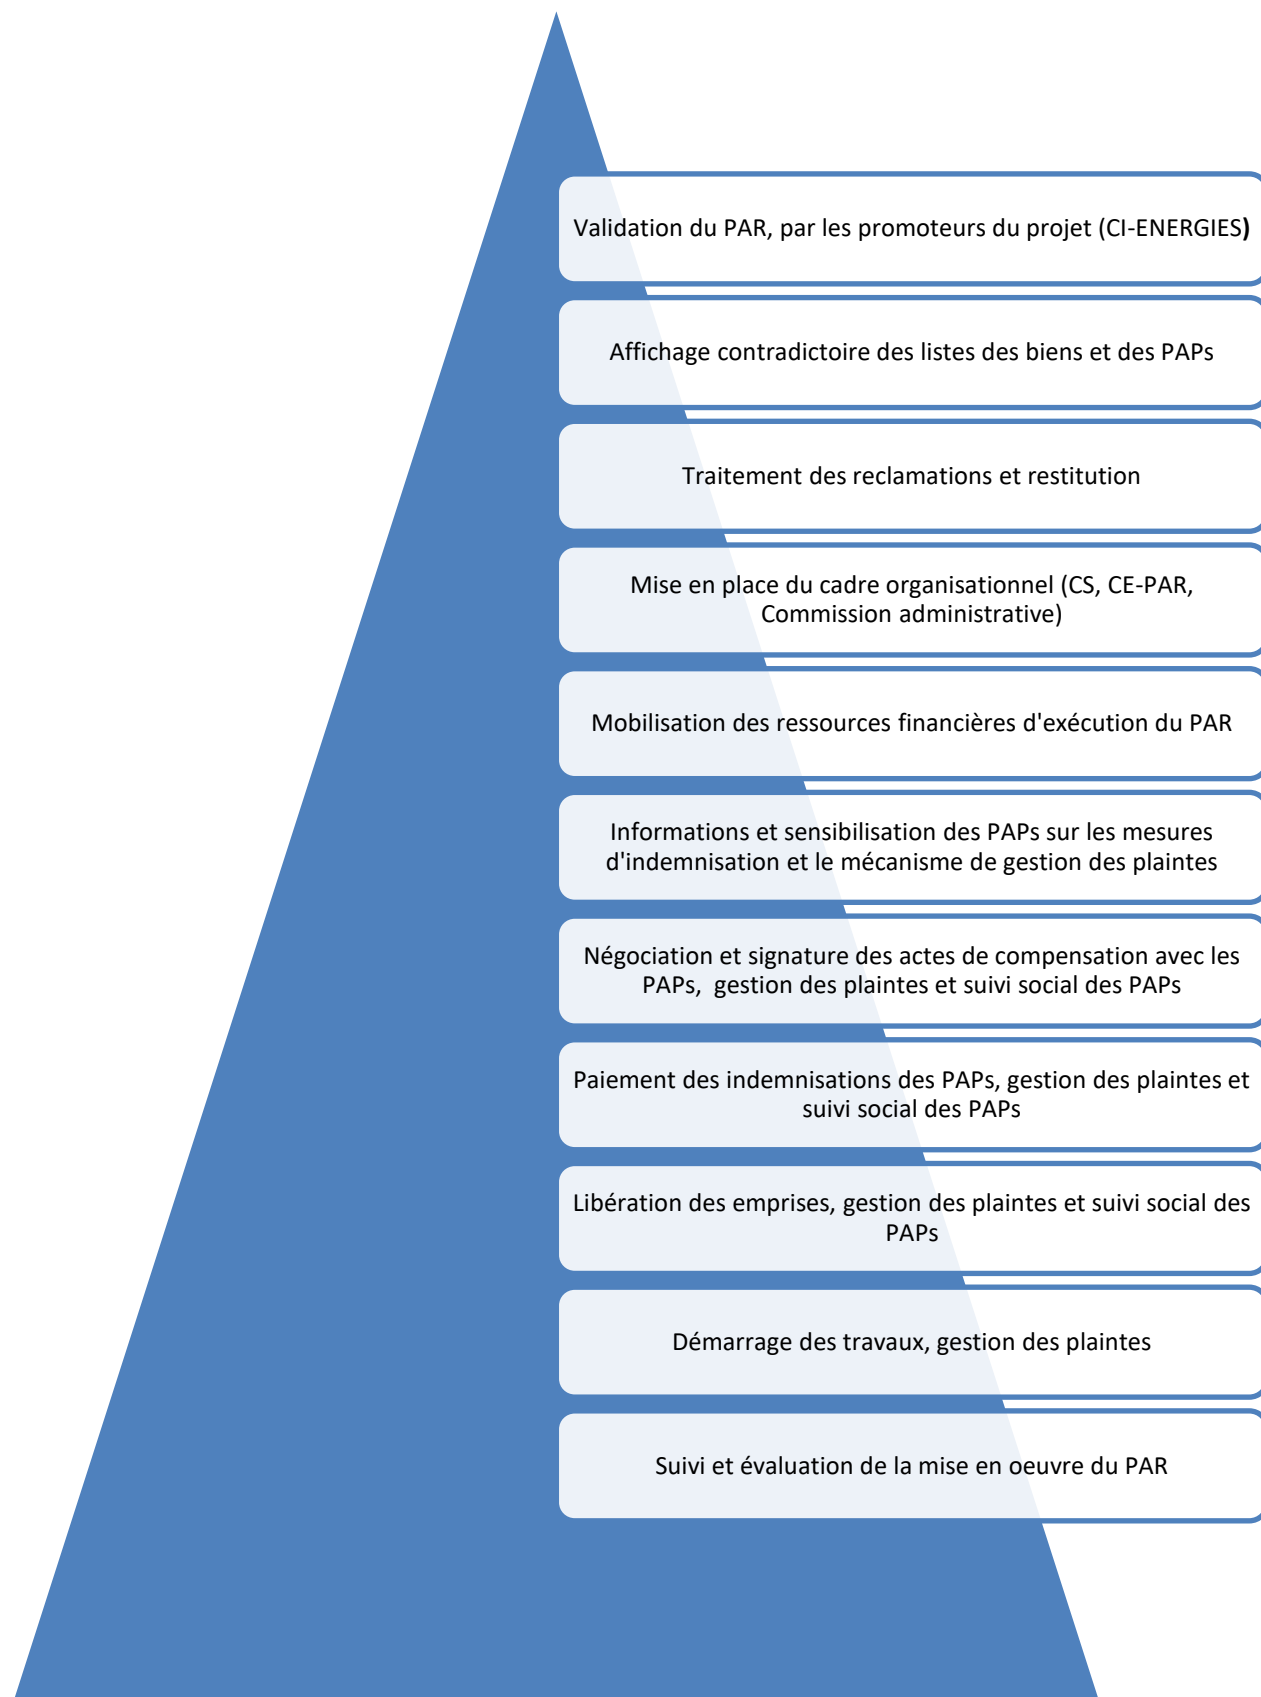 Validation du PAR, par les promoteurs du projet (CI-ENERGIES)
Affichage contradictoire des listes des biens et des PAPs
Traitement des reclamations et restitution
Mise en place du cadre organisationnel (CS, CE-PAR,
Commission administrative)
Mobilisation des ressources financières d'exécution du PAR
Informations et sensibilisation des PAPs sur les mesures
d'indemnisation et le mécanisme de gestion des plaintes
Négociation et signature des actes de compensation avec les
PAPs, gestion des plaintes et suivi social des PAPs
Paiement des indemnisations des PAPs, gestion des plaintes et
suivi social des PAPs
Libération des emprises, gestion des plaintes et suivi social des
PAPs
Démarrage des travaux, gestion des plaintes
Suivi et évaluation de la mise en oeuvre du PAR